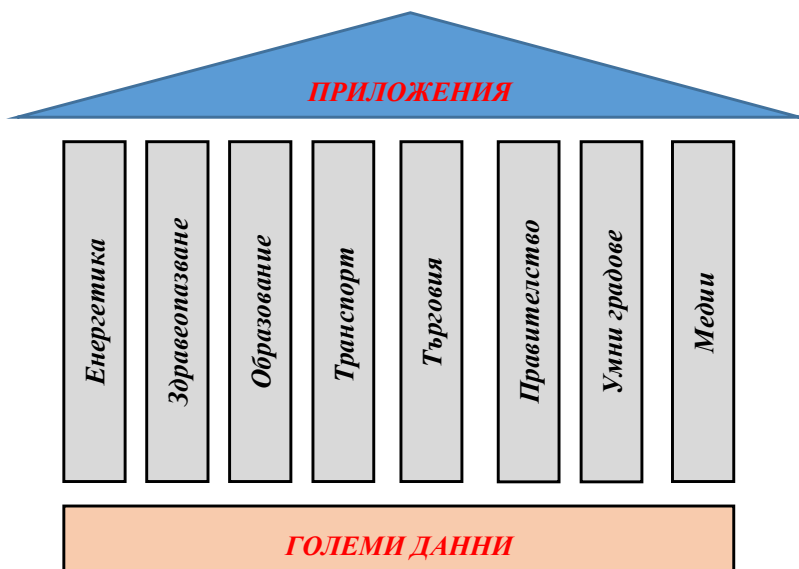 ПРИЛОЖЕНИЯ
Енергетика
Здравеопазване
Образование
Транспорт
Търговия
Правителство
Умни градове
Медии
ГОЛЕМИ ДАННИ